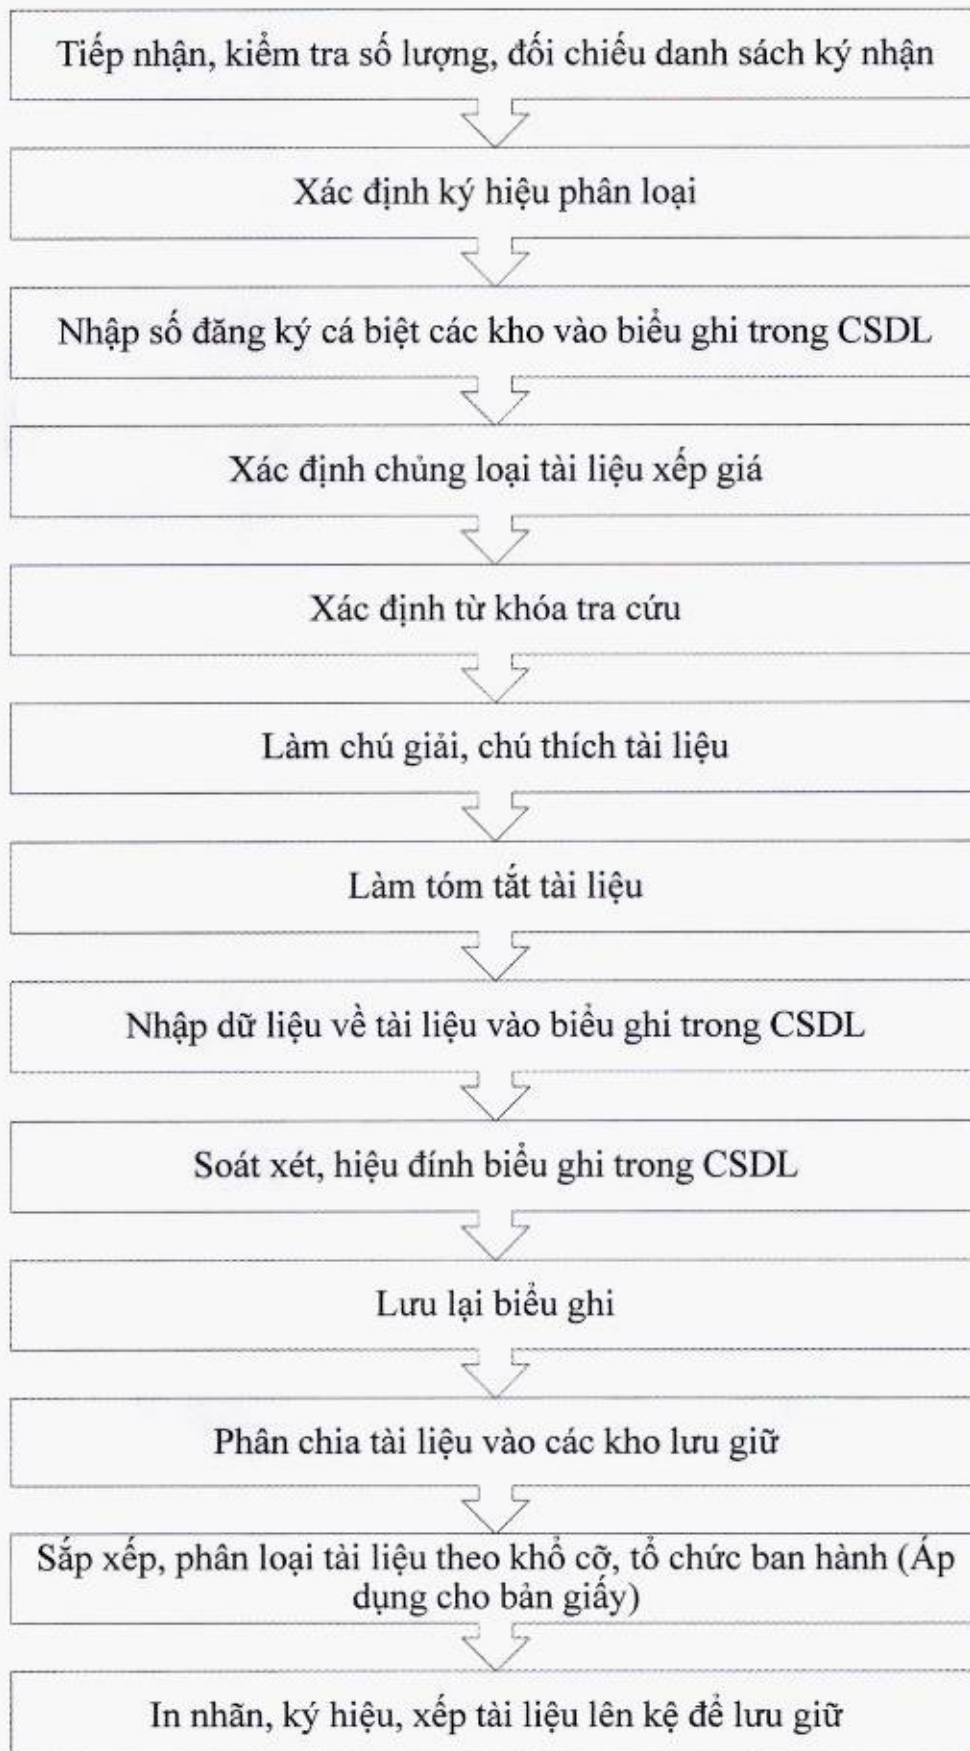 Tiếp nhận, kiểm tra số lượng, đối chiếu danh sách ký nhận
Xác định ký hiệu phân loại
Nhập số đăng ký cá biệt các kho vào biểu ghi trong CSDL
Xác định chủng loại tài liệu xếp giá
Xác định từ khóa tra cứu
Làm chú giải, chú thích tài liệu
Làm tóm tắt tài liệu
Nhập dữ liệu về tài liệu vào biểu ghi trong CSDL
Soát xét, hiệu đính biểu ghi trong CSDL
Lưu lại biểu ghi
Phân chia tài liệu vào các kho lưu giữ
Sắp xếp, phân loại tài liệu theo khổ cỡ, tổ chức ban hành (Áp
dụng cho bản giấy)
In nhãn, ký hiệu, xếp tài liệu lên kệ để lưu giữ